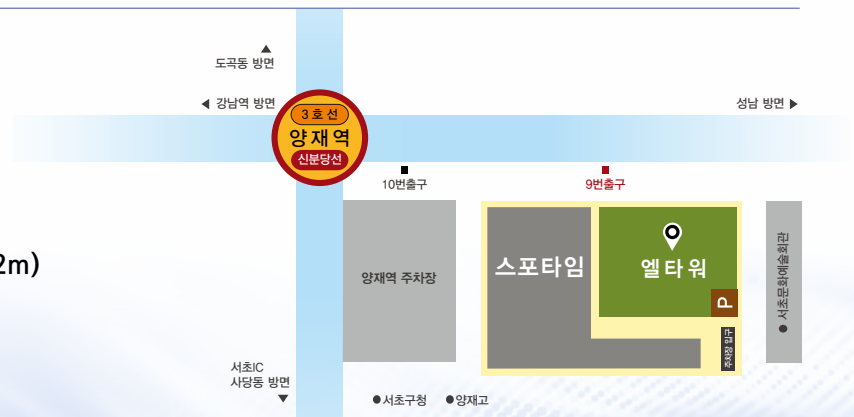 ▲
도곡동 방면
◀ 강남역 방면
성남 방면 ▶
3호선
양재역
신분당선
10번출구
9번출구
2m)
양재역 주차장
스포타임
엘타워
P
주차장 입구
● 서초문화예술회관
서초IC
사당동 방면
▼
●서초구청 ●양재고